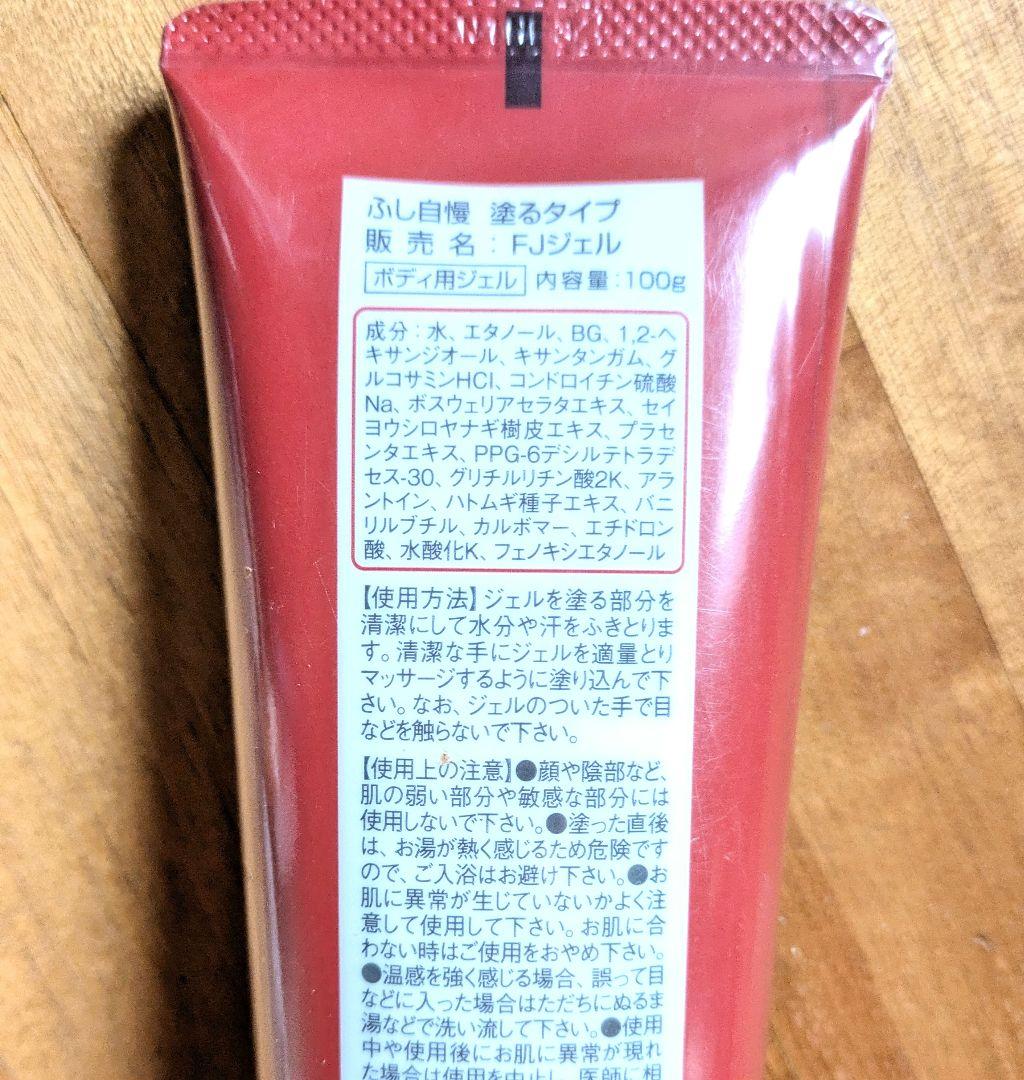 ふし自慢 塗るタイプ
販売名：FJジェル
ボディ用ジェル 内容量：100g
成分：水、エタノール、BG、1,2-ヘ
キサンジオール、キサンタンガム、グ
ルコサミンHCl、コンドロイチン硫酸
Na、ボスウェリアセラタエキス、セイ
ヨウシロヤナギ樹皮エキス、プラセ
ンタエキス、PPG-6デシルテトラデ
セス-30、グリチルリチン酸2K、アラ
ントイン、ハトムギ種子エキス、バニ
リルブチル、カルボマー、エチドロン
酸、水酸化K、フェノキシエタノール
【使用方法】ジェルを塗る部分を
清潔にして水分や汗をふきとりま
す。清潔な手にジェルを適量とり
マッサージするように塗り込んで下
さい。なお、ジェルのついた手で目
などを触らないで下さい。
【使用上の注意】●顔や陰部など、
肌の弱い部分や敏感な部分には
使用しないで下さい。●塗った直後
は、お湯が熱く感じるため危険です
ので、ご入浴はお避け下さい。●お
肌に異常が生じていないかよく注
意して使用して下さい。お肌に合
わない時はご使用をおやめ下さい。
●温感を強く感じる場合、誤って目
などに入った場合はただちにぬるま
湯などで洗い流して下さい。●使用
中や使用後にお肌に異常が現れ
た場合は使用を中止し、医師に相